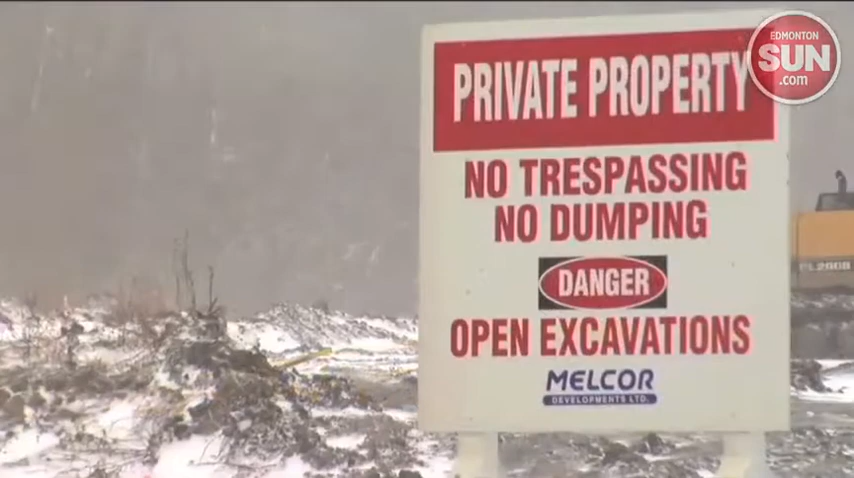 EDMONTON
SUN
.com
PRIVATE PROPERTY
NO TRESPASSING
NO DUMPING
DANGER
OPEN EXCAVATIONS
MELCOR
DEVELOPMENTS LTD.